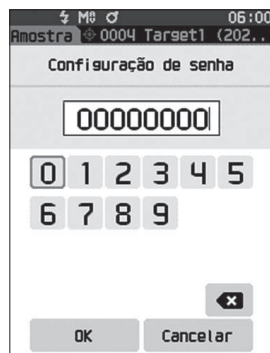 M 06:00
Amostra 0004 Target1 (202..
Configuração de senha
00000000
0 1 2 3 4 5
6 7 8 9
OK Cancelar